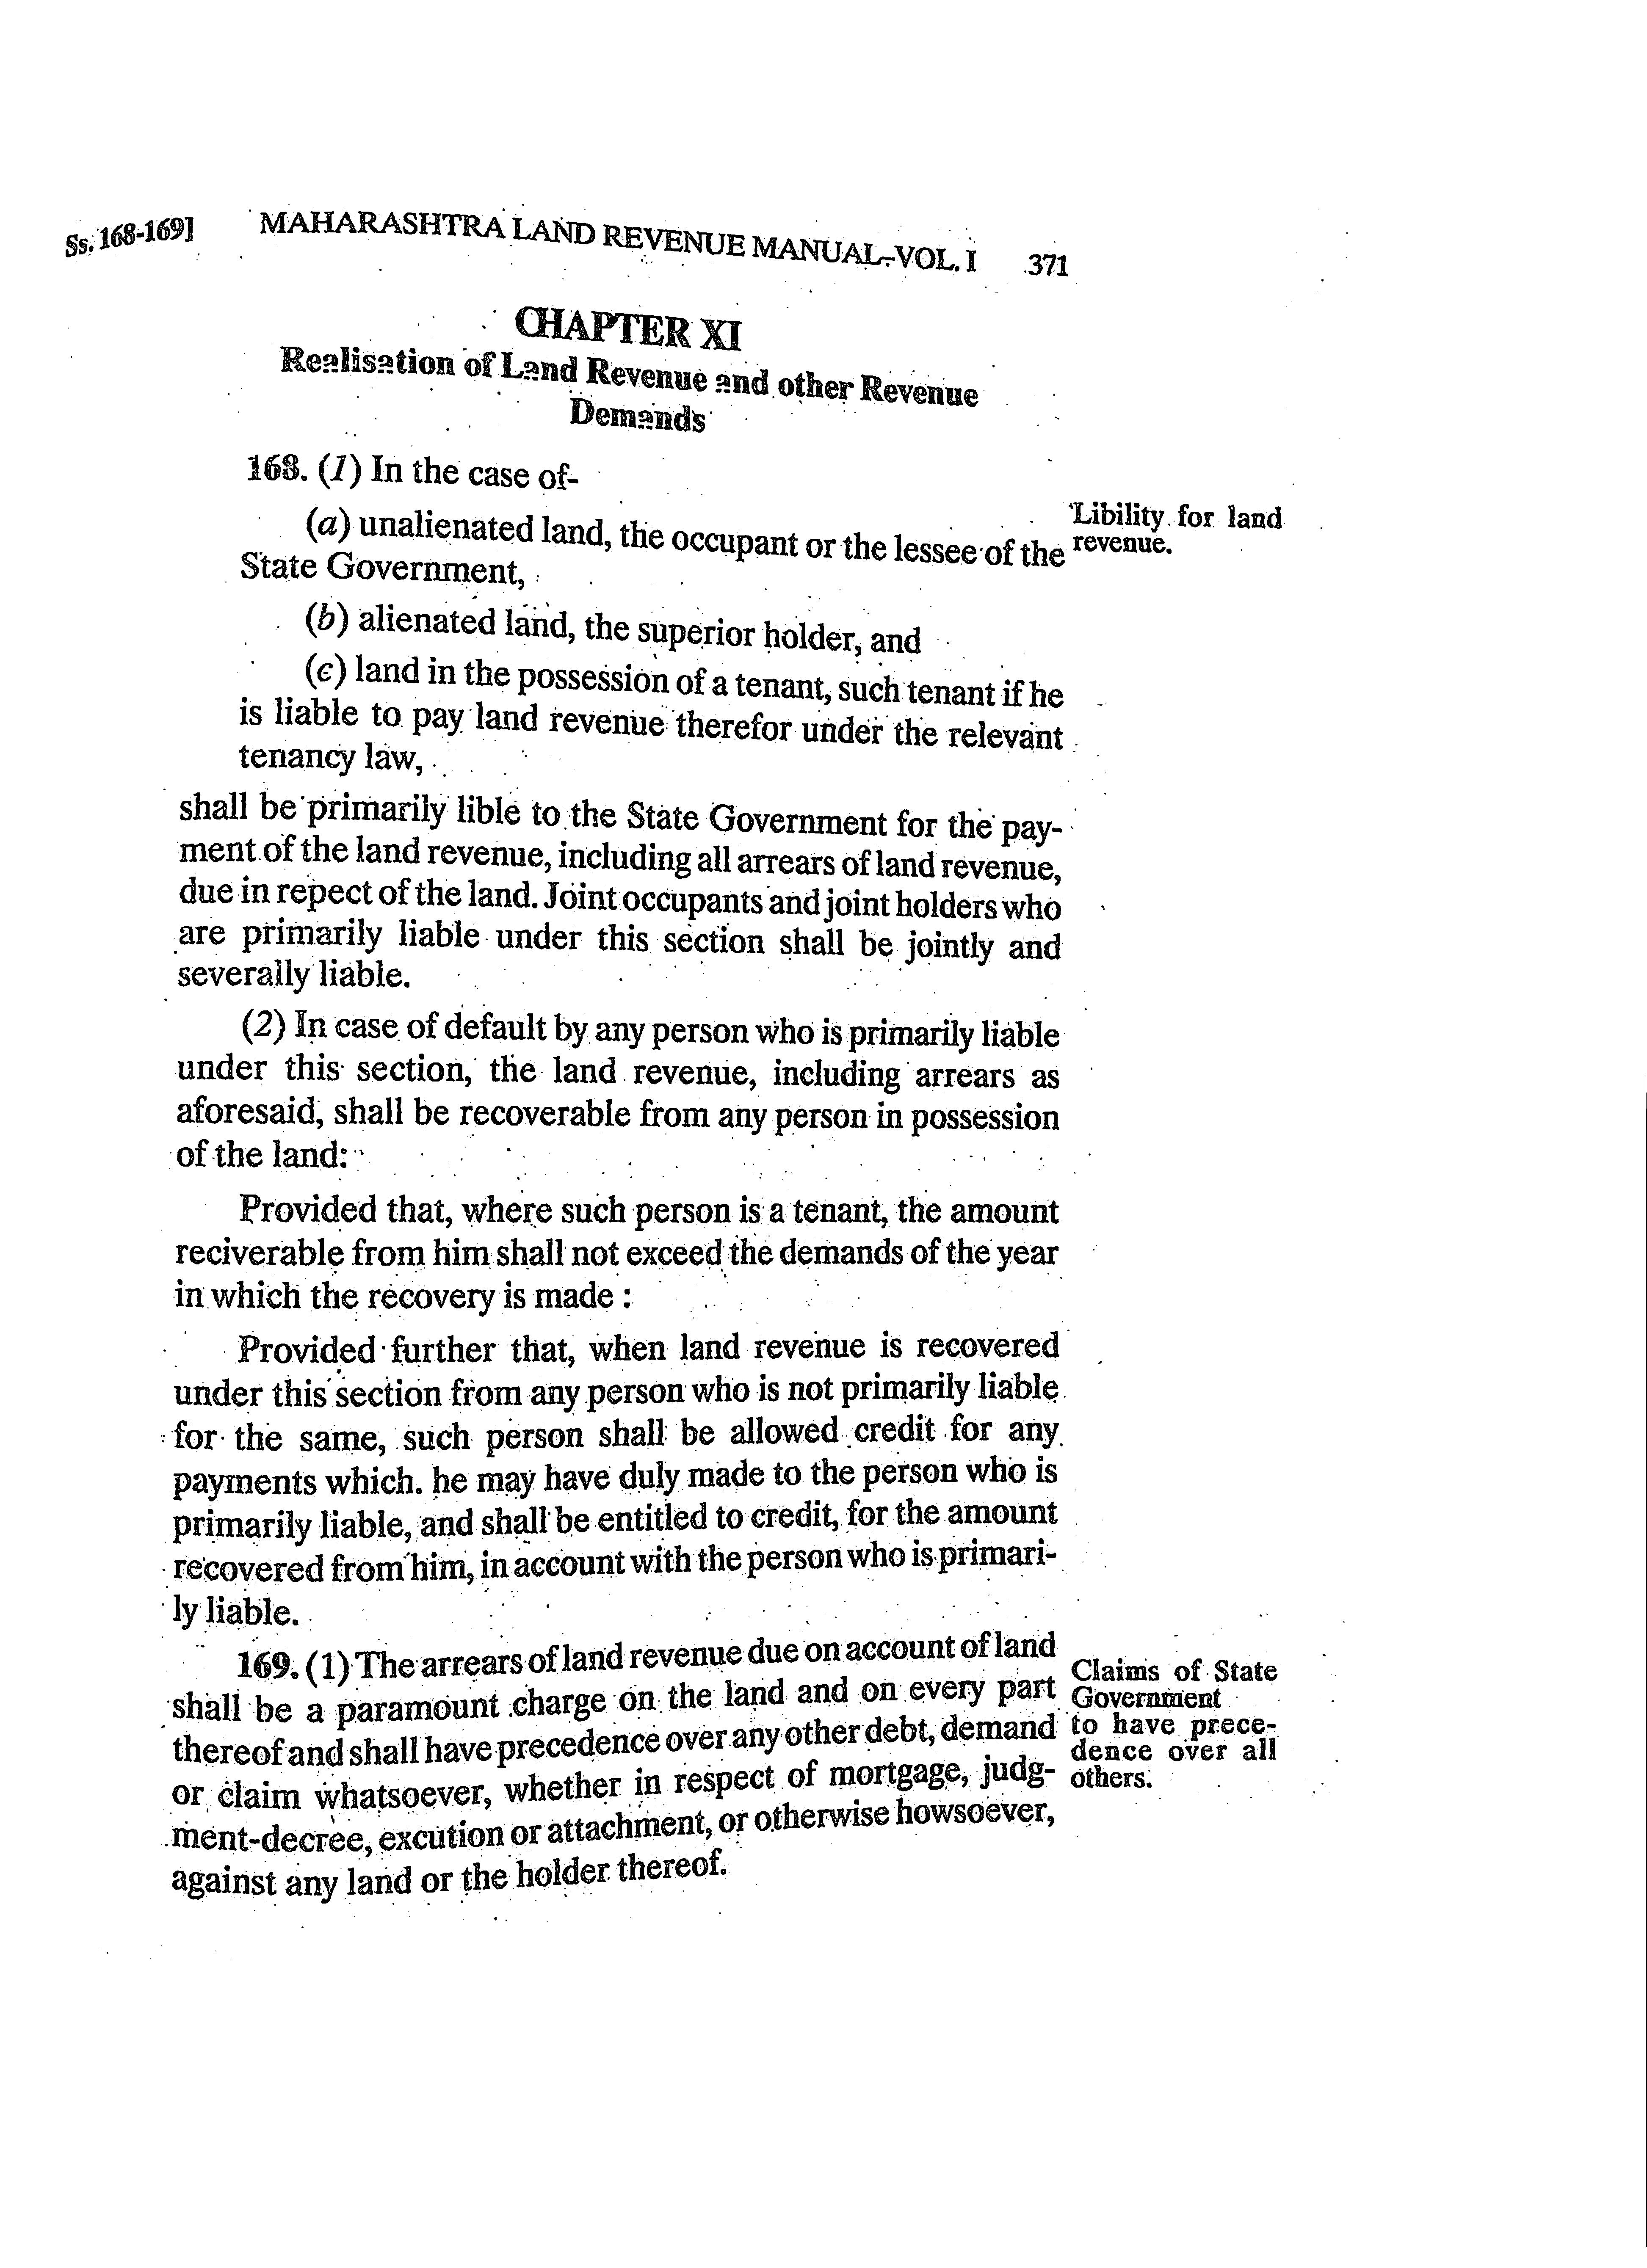 Ss. 168-169] MAHARASHTRA LAND REVENUE MANUAL-VOL. I 371
CHAPTER XI
Realisation of Land Revenue and other Revenue
Demands
168. (1) In the case of-
Libility for land
revenue.
(a) unalienated land, the occupant or the lessee of the
State Government,
(b) alienated land, the superior holder, and
(c) land in the possession of a tenant, such tenant if he
is liable to pay land revenue therefor under the relevant
tenancy law,
shall be primarily lible to the State Government for the pay-
ment of the land revenue, including all arrears of land revenue,
due in repect of the land. Joint occupants and joint holders who
are primarily liable under this section shall be jointly and
severally liable.
(2) In case of default by any person who is primarily liable
under this section, the land revenue, including arrears as
aforesaid, shall be recoverable from any person in possession
of the land:
Provided that, where such person is a tenant, the amount
reciverable from him shall not exceed the demands of the year
in which the recovery is made :
Provided further that, when land revenue is recovered
under this section from any person who is not primarily liable
for the same, such person shall be allowed credit for any
payments which. he may have duly made to the person who is
primarily liable, and shall be entitled to credit, for the amount
recovered from him, in account with the person who is primari-
ly liable.
169. (1) The arrears of land revenue due on account of land
shall be a paramount charge on the land and on every part
thereof and shall have precedence over any other debt, demand
or claim whatsoever, whether in respect of mortgage, judg-
ment-decree, excution or attachment, or otherwise howsoever,
against any land or the holder thereof.
Claims of State
Government
to have prece-
dence over all
others.